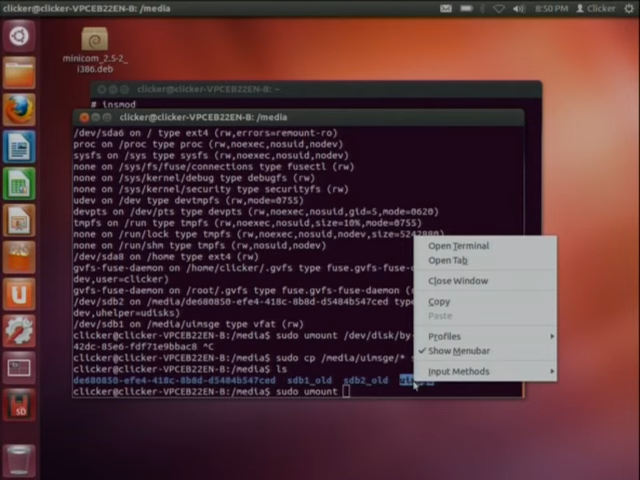 clicker@clicker-VPCEB22EN-B: /media
8:50 PM
Clicker
minicom_2.5-2_
i386.deb
clicker@clicker-VPCEB22EN-B: ~
# insmod
clicker@clicker-VPCEB22EN-B: /media
/dev/sda6 on / type ext4 (rw,errors=remount-ro)
proc on /proc type proc (rw,noexec,nosuid,nodev)
sysfs on /sys type sysfs (rw,noexec,nosuid,nodev)
none on /sys/fs/fuse/connections type fusectl (rw)
none on /sys/kernel/debug type debugfs (rw)
none on /sys/kernel/security type securityfs (rw)
udev on /dev type devtmpfs (rw,mode=0755)
devpts on /dev/pts type devpts (rw,noexec,nosuid,gid=5,mode=0620)
tmpfs on /run type tmpfs (rw,noexec,nosuid,size=10%,mode=0755)
none on /run/lock type tmpfs (rw,noexec,nosuid,nodev,size=5242880)
none on /run/shm type tmpfs (rw,nosuid,nodev)
/dev/sda8 on /home type ext4 (rw)
gvfs-fuse-daemon on /home/clicker/.gvfs type fuse.gvfs-fuse-d
dev,user=clicker)
gvfs-fuse-daemon on /root/.gvfs type fuse.gvfs-fuse-daemon (
/dev/sdb2 on /media/de680850-efe4-418c-8b8d-d5484b547ced type
dev,uhelper=udisks)
/dev/sdb1 on /media/uimsge type vfat (rw)
clicker@clicker-VPCEB22EN-B:/media$ sudo umount /dev/disk/by-
42dc-85e6-fdf71e9bbac8 ^C
clicker@clicker-VPCEB22EN-B:/media$ sudo cp /media/uimsge/*
clicker@clicker-VPCEB22EN-B:/media$ ls
de680850-efe4-418c-8b8d-d5484b547ced sdb1_old sdb2_old
clicker@clicker-VPCEB22EN-B:/media$ sudo umount
Open Terminal
Open Tab
Close Window
Copy
Paste
Profiles
Show Menubar
Input Methods